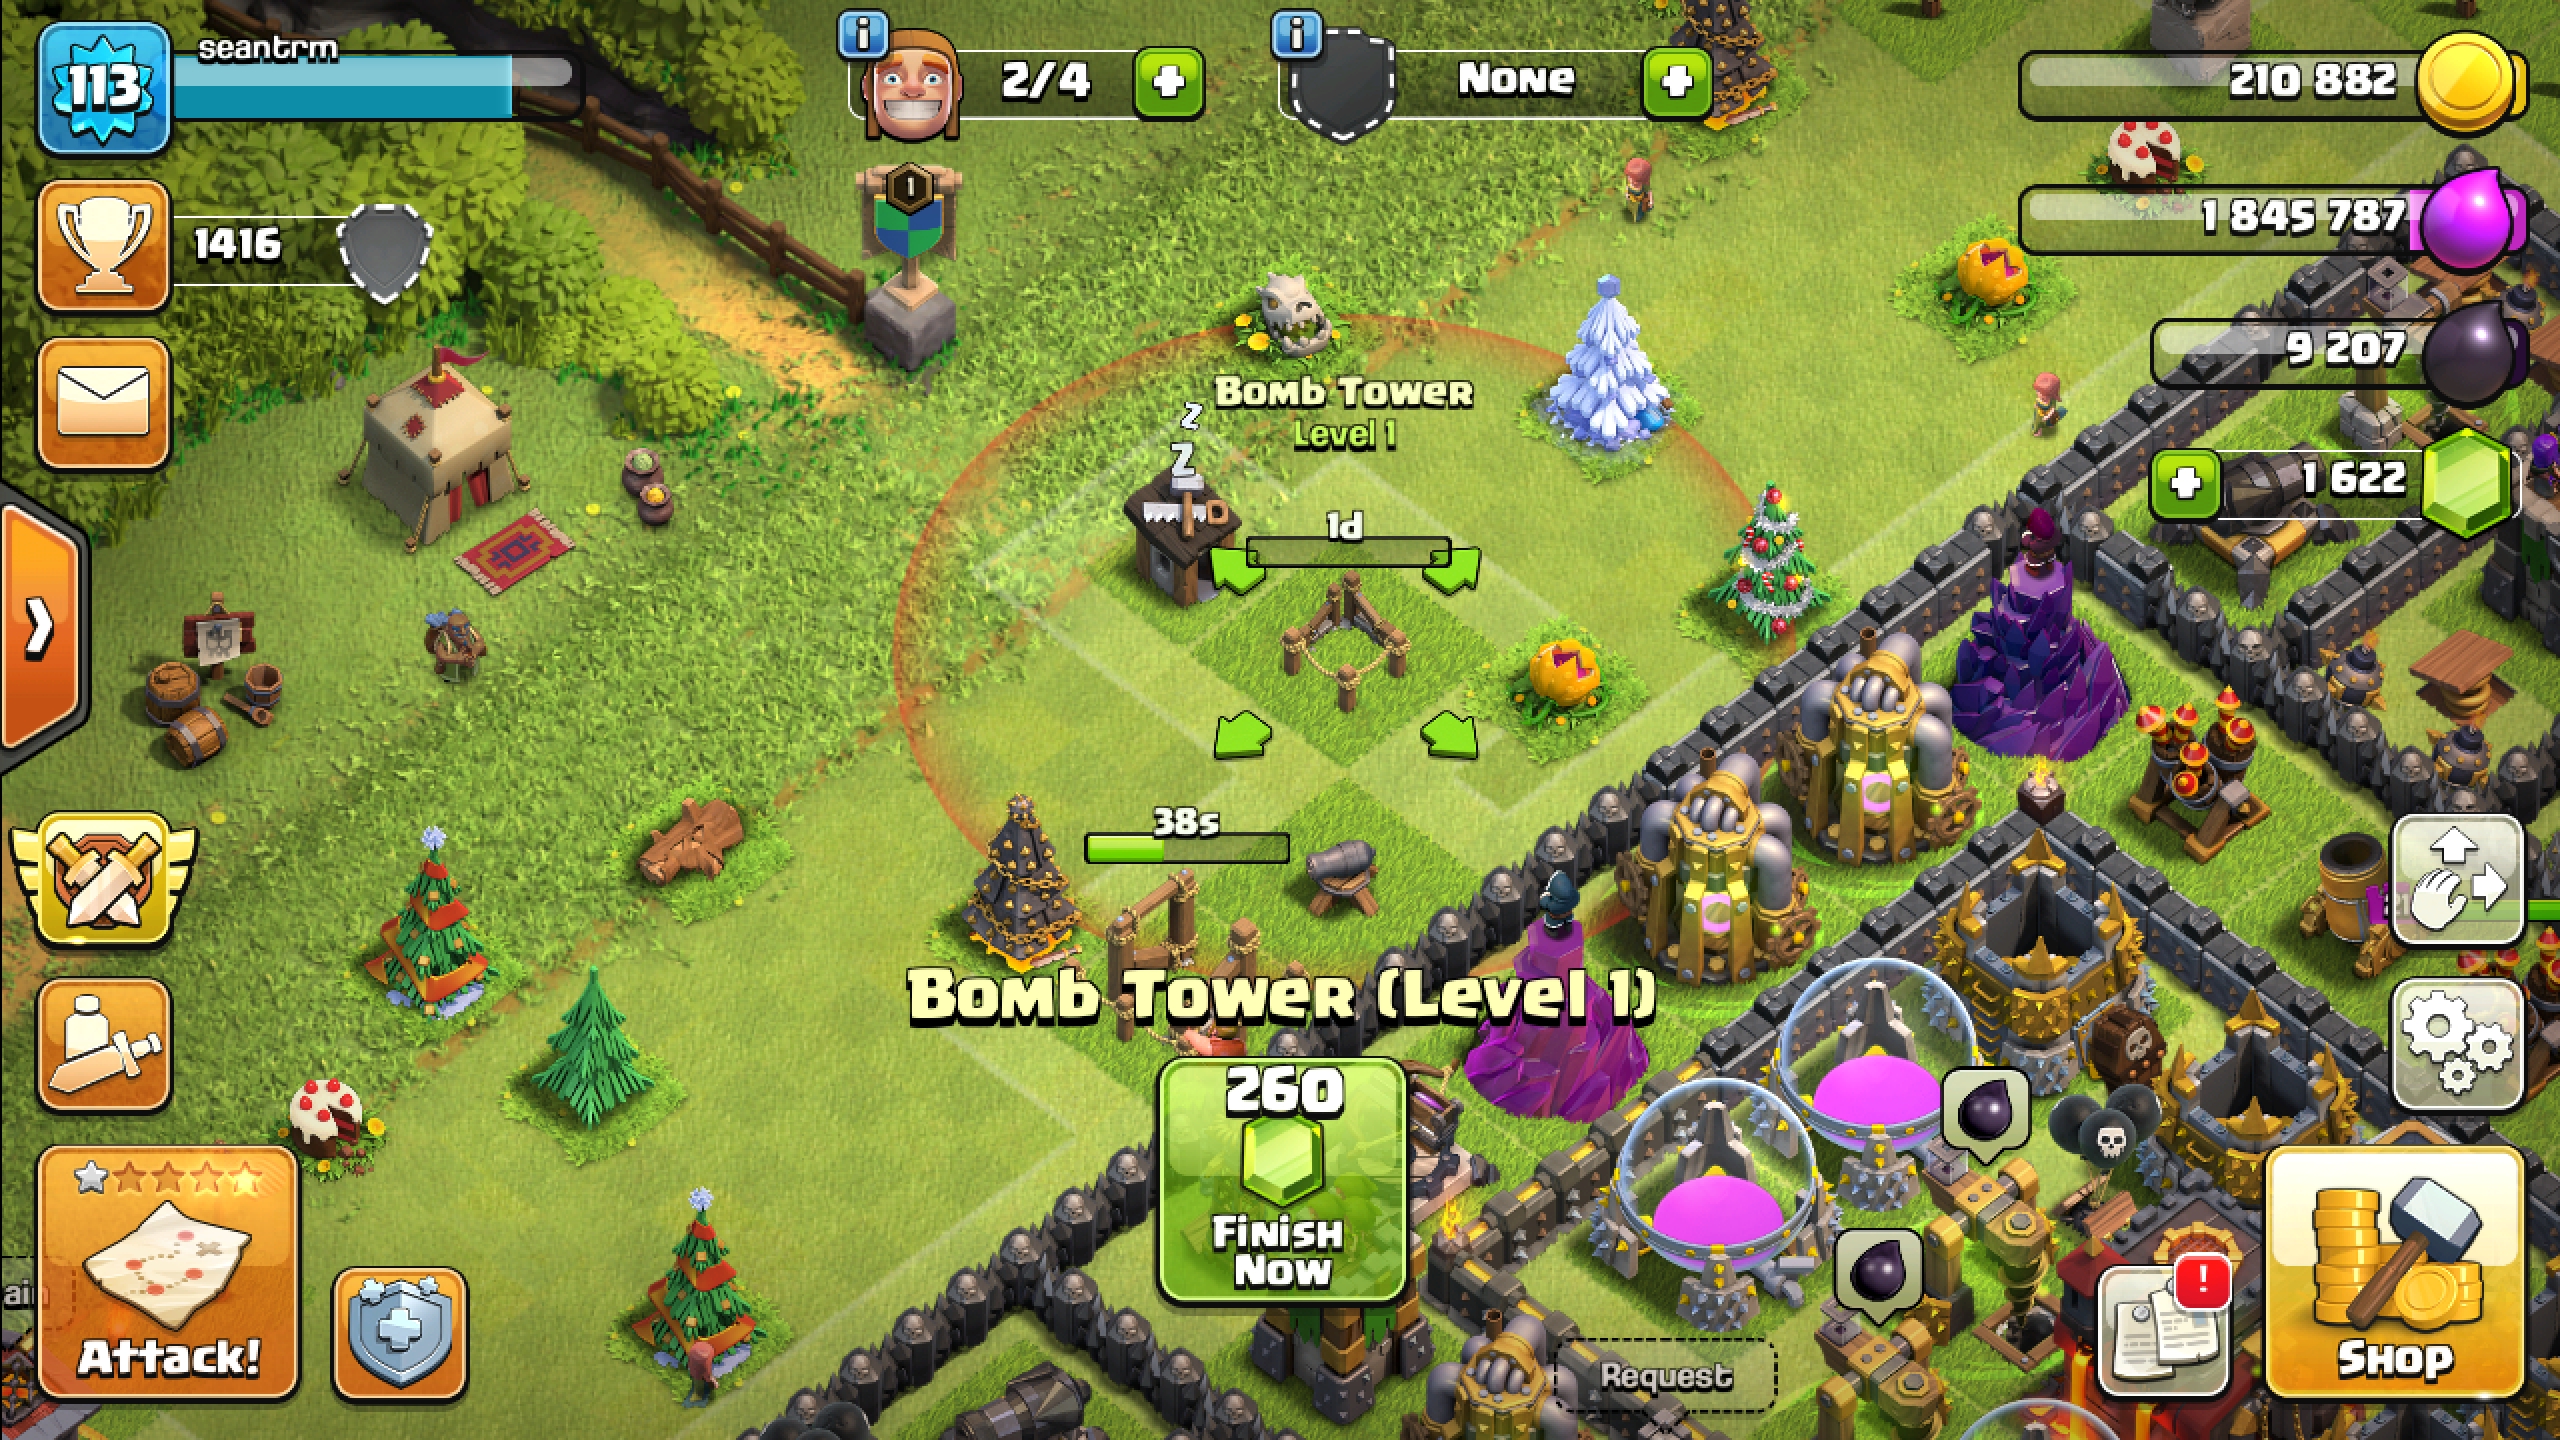 113
seantrm
2/4
None
210 882
1416
1
1 845 787
9 207
1 622
Bomb Tower
Level 1
z
Z
1d
38s
Bomb Tower (Level 1)
260
Finish
Now
Attack!
Request
!
Shop